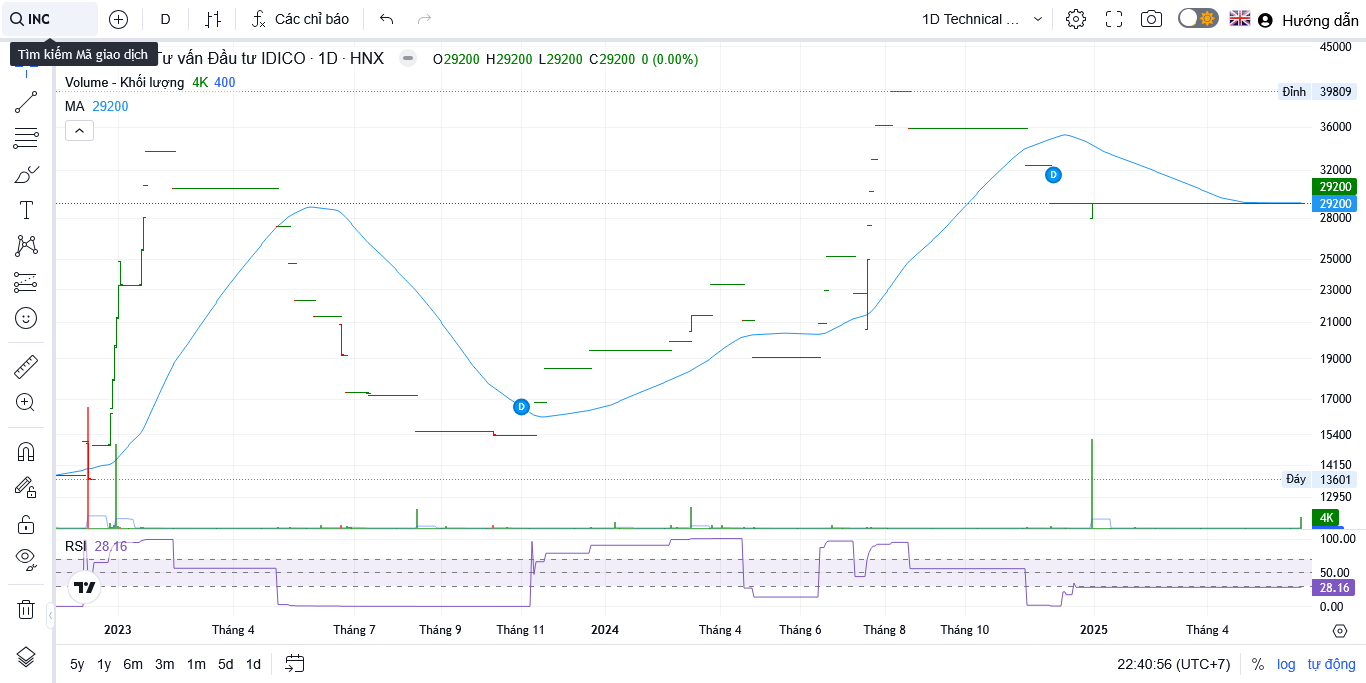 INC D Các chỉ báo 1D Technical ... Hướng dẫn
Tìm kiếm Mã giao dịch
Tư vấn Đầu tư IDICO · 1D · HNX O29200 H29200 L29200 C29200 0 (0.00%)
Volume - Khối lượng 4K 400
MA 29200
45000
Đỉnh 39809
36000
32000
29200
29200
28000
25000
23000
21000
19000
17000
15400
14150
Đáy 13601
12950
4K
D
D
RSI 28.16
100.00
50.00
28.16
0.00
2023 Tháng 4 Tháng 7 Tháng 9 Tháng 11 2024 Tháng 4 Tháng 6 Tháng 8 Tháng 10 2025 Tháng 4
5y 1y 6m 3m 1m 5d 1d 22:40:56 (UTC+7) % log tự động